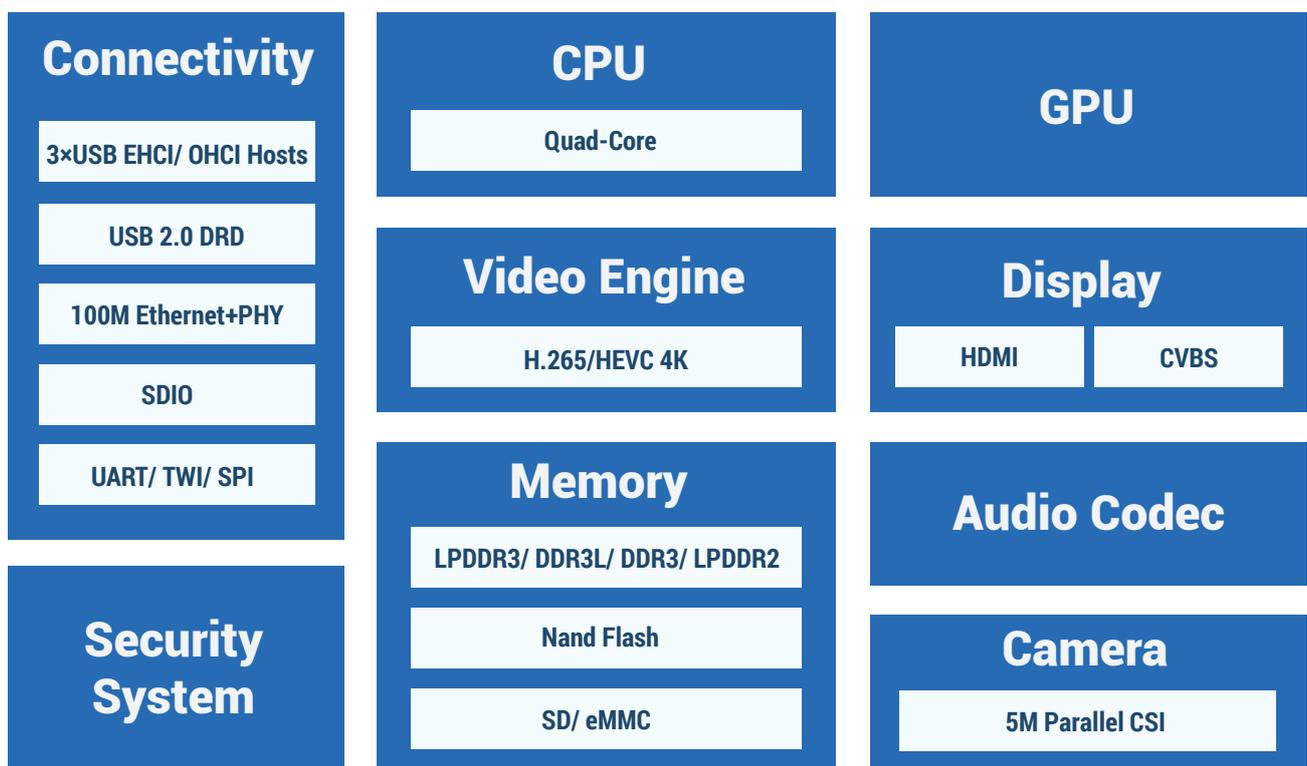 Connectivity
3×USB EHCI/ OHCI Hosts
USB 2.0 DRD
100M Ethernet+PHY
SDIO
UART/ TWI/ SPI
Security
System
CPU
Quad-Core
Video Engine
H.265/HEVC 4K
Memory
LPDDR3/ DDR3L/ DDR3/ LPDDR2
Nand Flash
SD/ eMMC
GPU
Display
HDMI
CVBS
Audio Codec
Camera
5M Parallel CSI